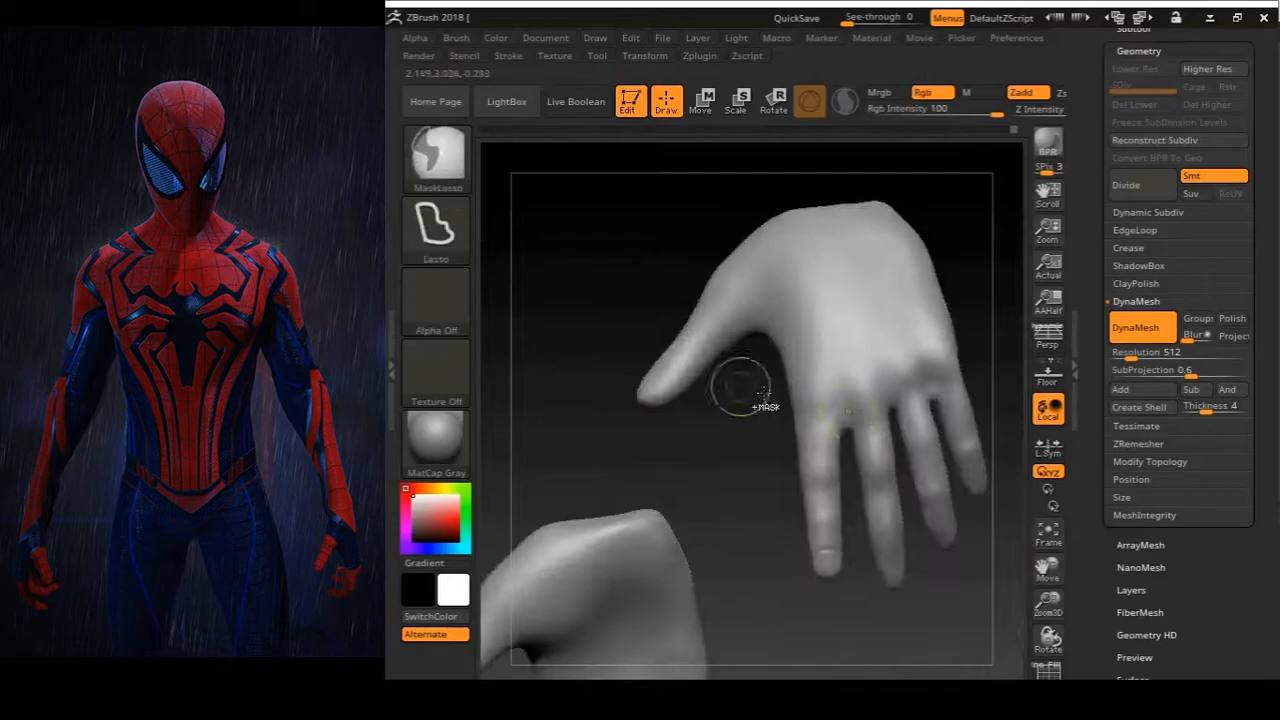 ZBrush 2018 [
QuickSave
See-through 0
Menus
DefaultZScript
Alpha Brush Color Document Draw Edit File Layer Light Macro Marker Material Movie Picker Preferences
Render Stencil Stroke Texture Tool Transform Zplugin Zscript
Home Page
LightBox
Live Boolean
Edit
Draw
Move
Scale
Rotate
Mrgb
Rgb
M
Zadd
Zs
Rgb Intensity 100
Z Intensity
MaskLasso
Lasso
Alpha Off
Texture Off
MatCap Gray
Gradient
SwitchColor
Alternate
+MASK
BPR
SPix 3
Scroll
Zoom
Actual
AAHalf
Persp
Floor
Local
L.Sym
XYZ
Frame
Move
Zoom3D
Rotate
Subtool
Geometry
Lower Res
Higher Res
SDiv
Cage
Rstr
Del Lower
Del Higher
Freeze SubDivision Levels
Reconstruct Subdiv
Convert BPR To Geo
Divide
Smt
Suv
ReUV
Dynamic Subdiv
EdgeLoop
Crease
ShadowBox
ClayPolish
DynaMesh
DynaMesh
Groups
Polish
Blur
Project
Resolution 512
SubProjection 0.6
Add
Sub
And
Create Shell
Thickness 4
Tessimate
ZRemesher
Modify Topology
Position
Size
MeshIntegrity
ArrayMesh
NanoMesh
Layers
FiberMesh
Geometry HD
Preview